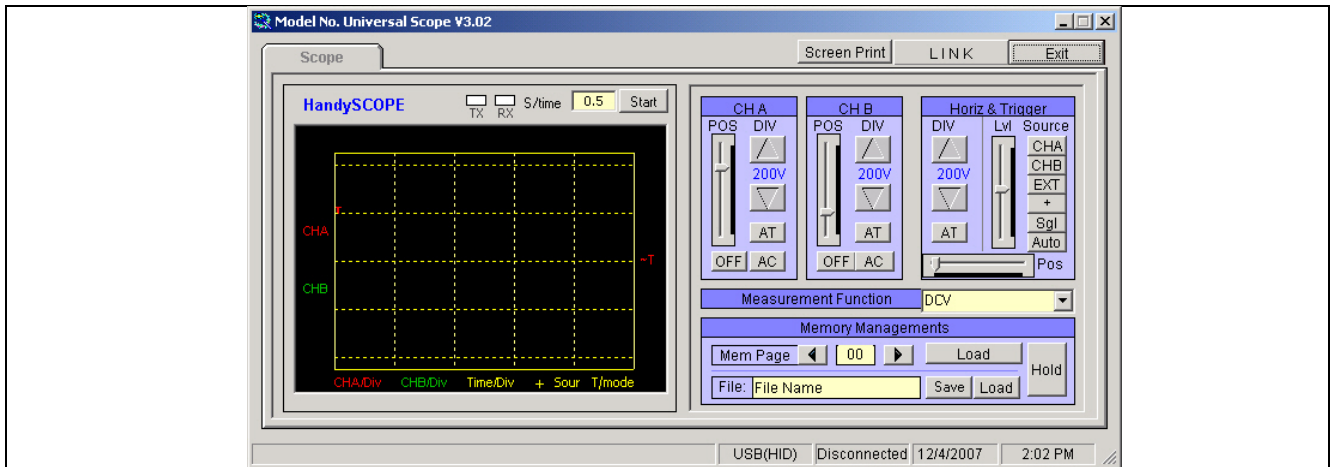 Model No. Universal Scope V3.02
Scope
Screen Print
LINK
Exit
HandySCOPE
TX RX
S/time 0.5 Start
T
CHA
~T
CHB
CHA/Div CHB/Div Time/Div + Sour T/mode
CH A
POS DIV
200V
AT
OFF AC
CH B
POS DIV
200V
AT
OFF AC
Horiz & Trigger
DIV Lvl Source
200V
AT
CHA
CHB
EXT
+
Sgl
Auto
Pos
Measurement Function DCV
Memory Managements
Mem Page 00 Load
Hold
File: File Name Save Load
USB(HID) Disconnected 12/4/2007 2:02 PM